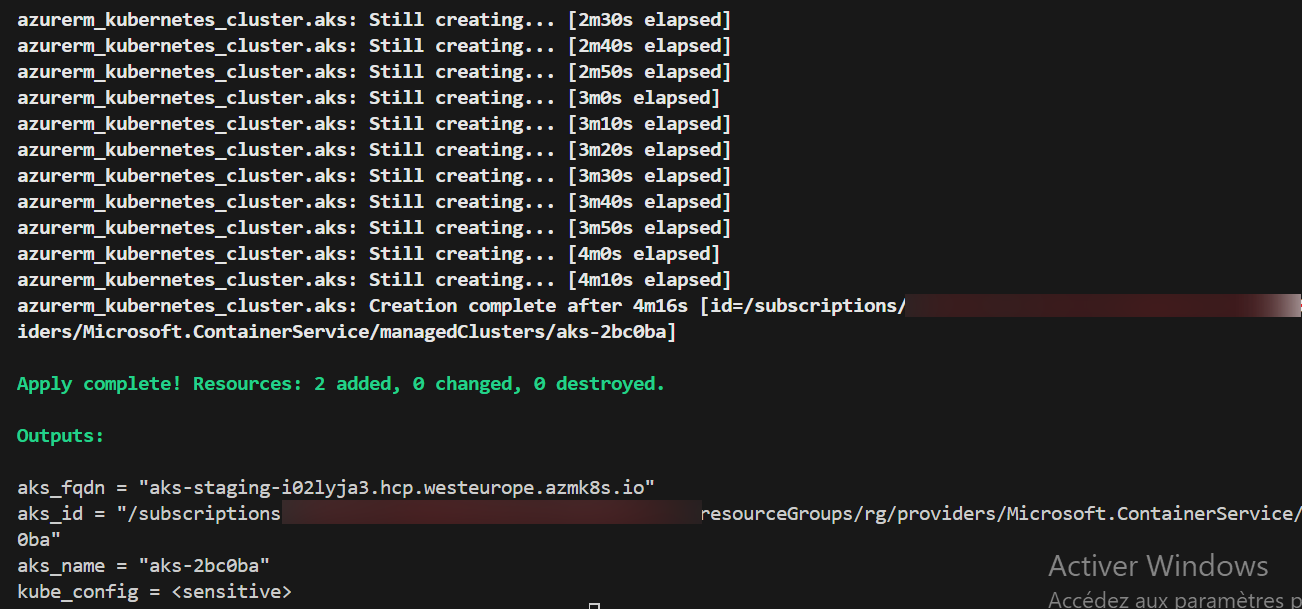 azurerm_kubernetes_cluster.aks: Still creating... [2m30s elapsed]
azurerm_kubernetes_cluster.aks: Still creating... [2m40s elapsed]
azurerm_kubernetes_cluster.aks: Still creating... [2m50s elapsed]
azurerm_kubernetes_cluster.aks: Still creating... [3m0s elapsed]
azurerm_kubernetes_cluster.aks: Still creating... [3m10s elapsed]
azurerm_kubernetes_cluster.aks: Still creating... [3m20s elapsed]
azurerm_kubernetes_cluster.aks: Still creating... [3m30s elapsed]
azurerm_kubernetes_cluster.aks: Still creating... [3m40s elapsed]
azurerm_kubernetes_cluster.aks: Still creating... [3m50s elapsed]
azurerm_kubernetes_cluster.aks: Still creating... [4m0s elapsed]
azurerm_kubernetes_cluster.aks: Still creating... [4m10s elapsed]
azurerm_kubernetes_cluster.aks: Creation complete after 4m16s [id=/subscriptions/
iders/Microsoft.ContainerService/managedClusters/aks-2bc0ba]
Apply complete! Resources: 2 added, 0 changed, 0 destroyed.
Outputs:
aks_fqdn = "aks-staging-i02lyja3.hcp.westeurope.azmk8s.io"
aks_id = "/subscriptions resourceGroups/rg/providers/Microsoft.ContainerService/
0ba"
aks_name = "aks-2bc0ba"
kube_config = <sensitive>
Activer Windows
Accédez aux paramètres p